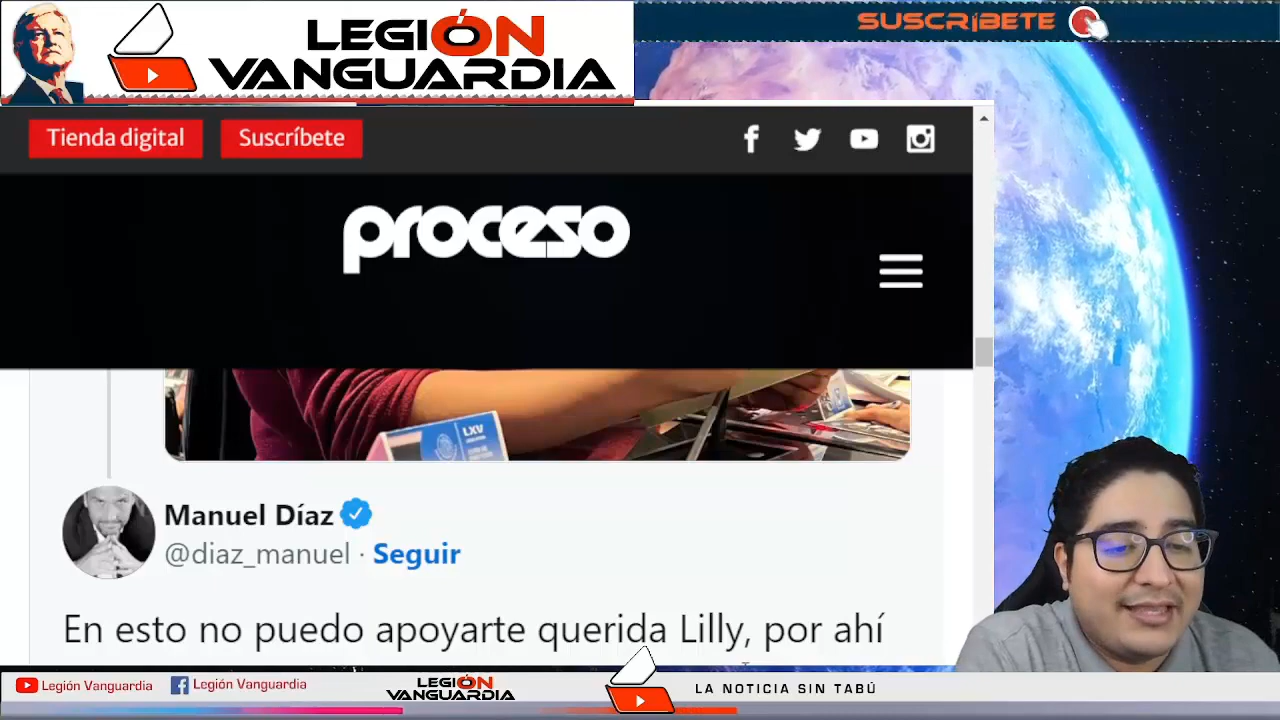 LEGIÓN
VANGUARDIA
SUSCRÍBETE
Tienda digital
Suscríbete
proceso
LXV
Manuel Díaz
@diaz_manuel · Seguir
En esto no puedo apoyarte querida Lilly, por ahí
Legión Vanguardia
Legión Vanguardia
LEGIÓN
VANGUARDIA
LA NOTICIA SIN TABÚ